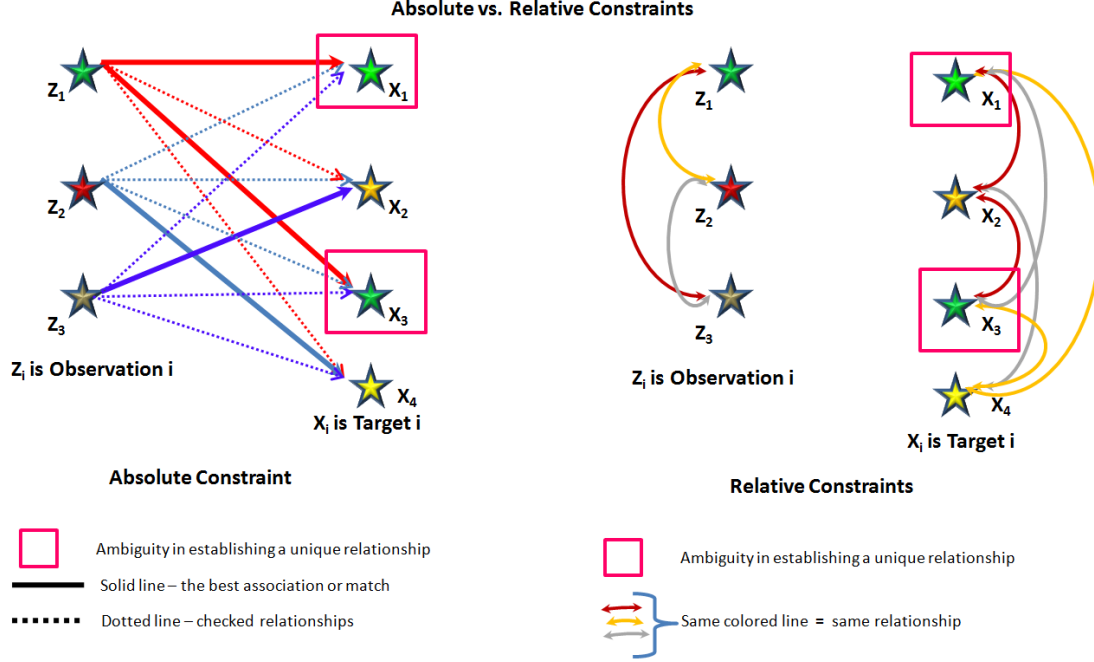 Absolute vs. Relative Constraints
Z1
Z2
Z3
X1
X2
X3
X4
Zi is Observation i
Xi is Target i
Absolute Constraint
Ambiguity in establishing a unique relationship
Solid line – the best association or match
Dotted line – checked relationships
Z1
Z2
Z3
Zi is Observation i
X1
X2
X3
X4
Xi is Target i
Relative Constraints
Ambiguity in establishing a unique relationship
Same colored line = same relationship